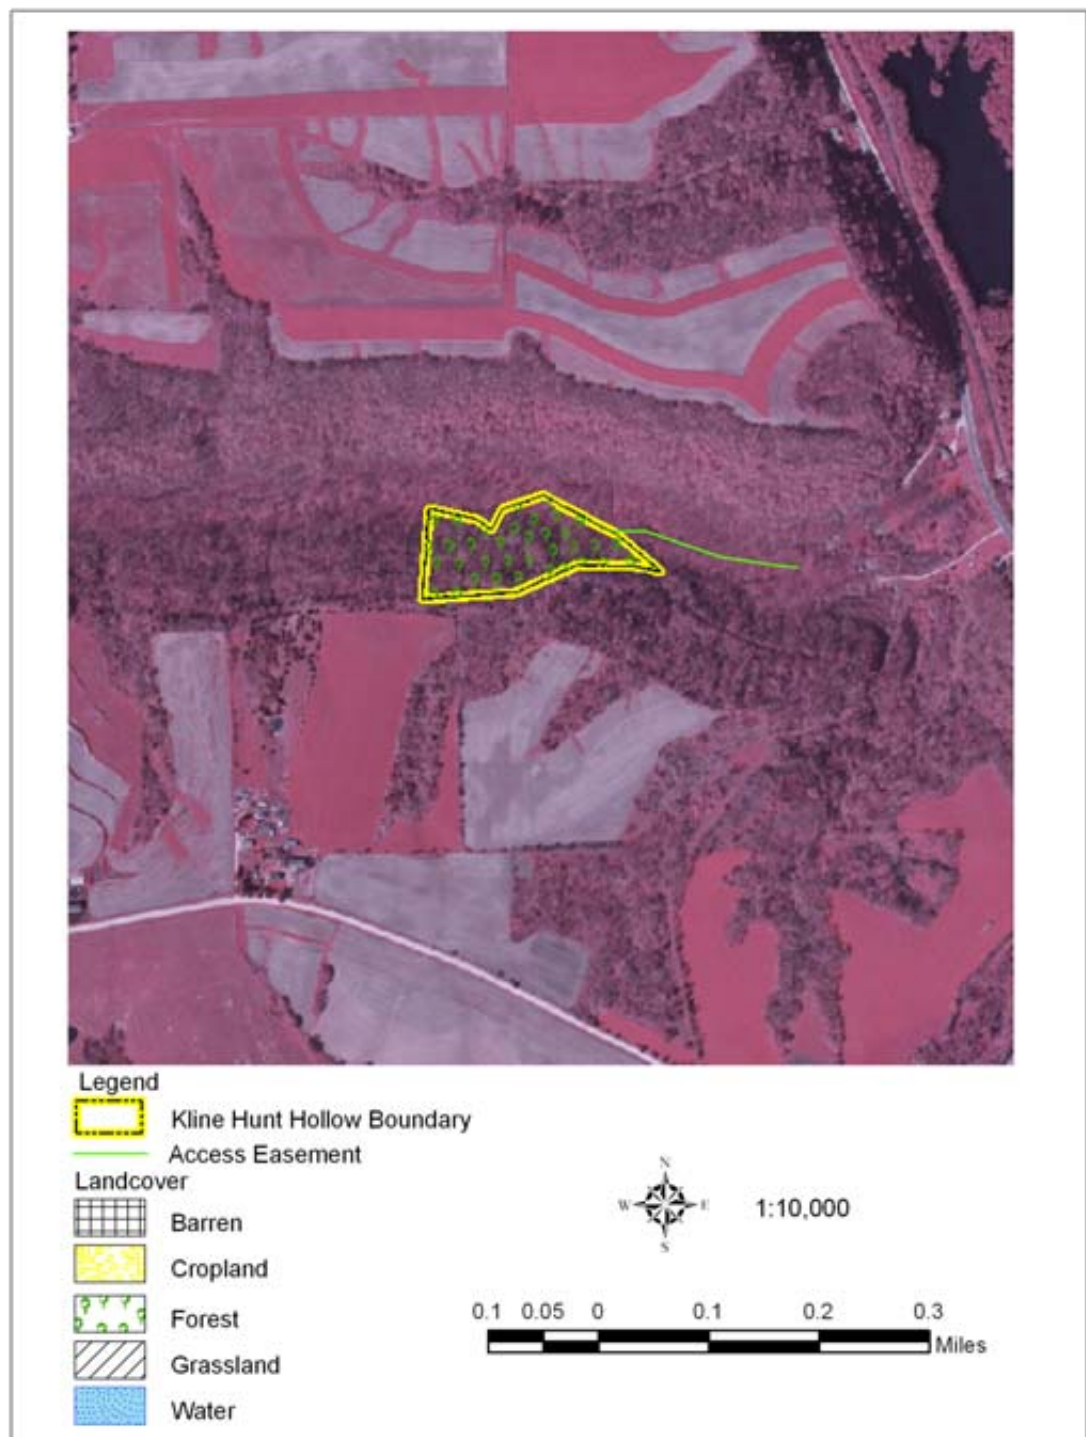 Legend
Kline Hunt Hollow Boundary
Access Easement
Landcover
Barren
Cropland
Forest
Grassland
Water
N
W E
S
1:10,000
0.1 0.05 0 0.1 0.2 0.3
Miles